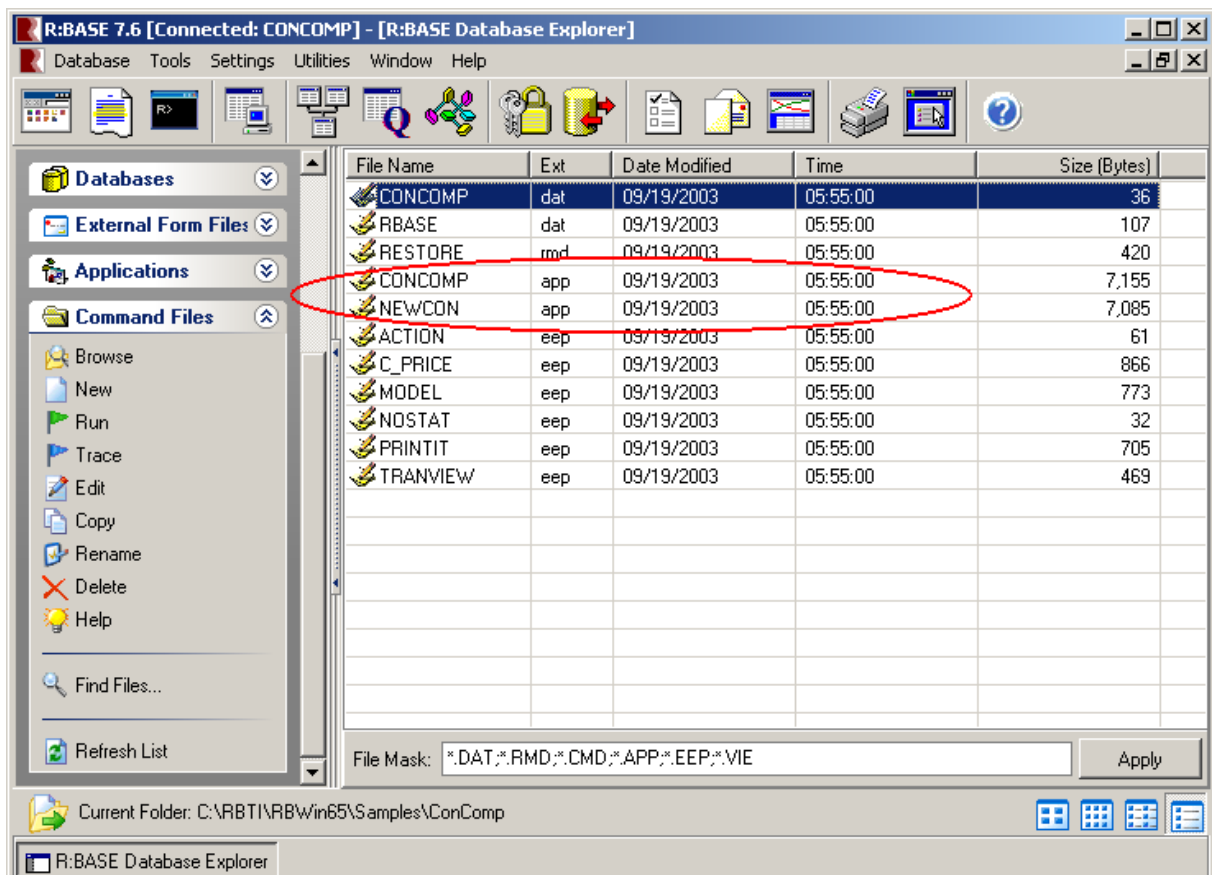 R:BASE 7.6 [Connected: CONCOMP] - [R:BASE Database Explorer]
Database Tools Settings Utilities Window Help
R>
Q
Databases
External Form Files
Applications
Command Files
Browse
New
Run
Trace
Edit
Copy
Rename
Delete
Help
Find Files...
Refresh List
File Name Ext Date Modified Time Size (Bytes)
CONCOMP dat 09/19/2003 05:55:00 36
RBASE dat 09/19/2003 05:55:00 107
RESTORE rmd 09/19/2003 05:55:00 420
CONCOMP app 09/19/2003 05:55:00 7,155
NEWCON app 09/19/2003 05:55:00 7,085
ACTION eep 09/19/2003 05:55:00 61
C_PRICE eep 09/19/2003 05:55:00 866
MODEL eep 09/19/2003 05:55:00 773
NOSTAT eep 09/19/2003 05:55:00 32
PRINTIT eep 09/19/2003 05:55:00 705
TRANVIEW eep 09/19/2003 05:55:00 469
File Mask: *.DAT;*.RMD;*.CMD;*.APP;*.EEP;*.VIE Apply
Current Folder: C:\RBTI\RBWin65\Samples\ConComp
R:BASE Database Explorer